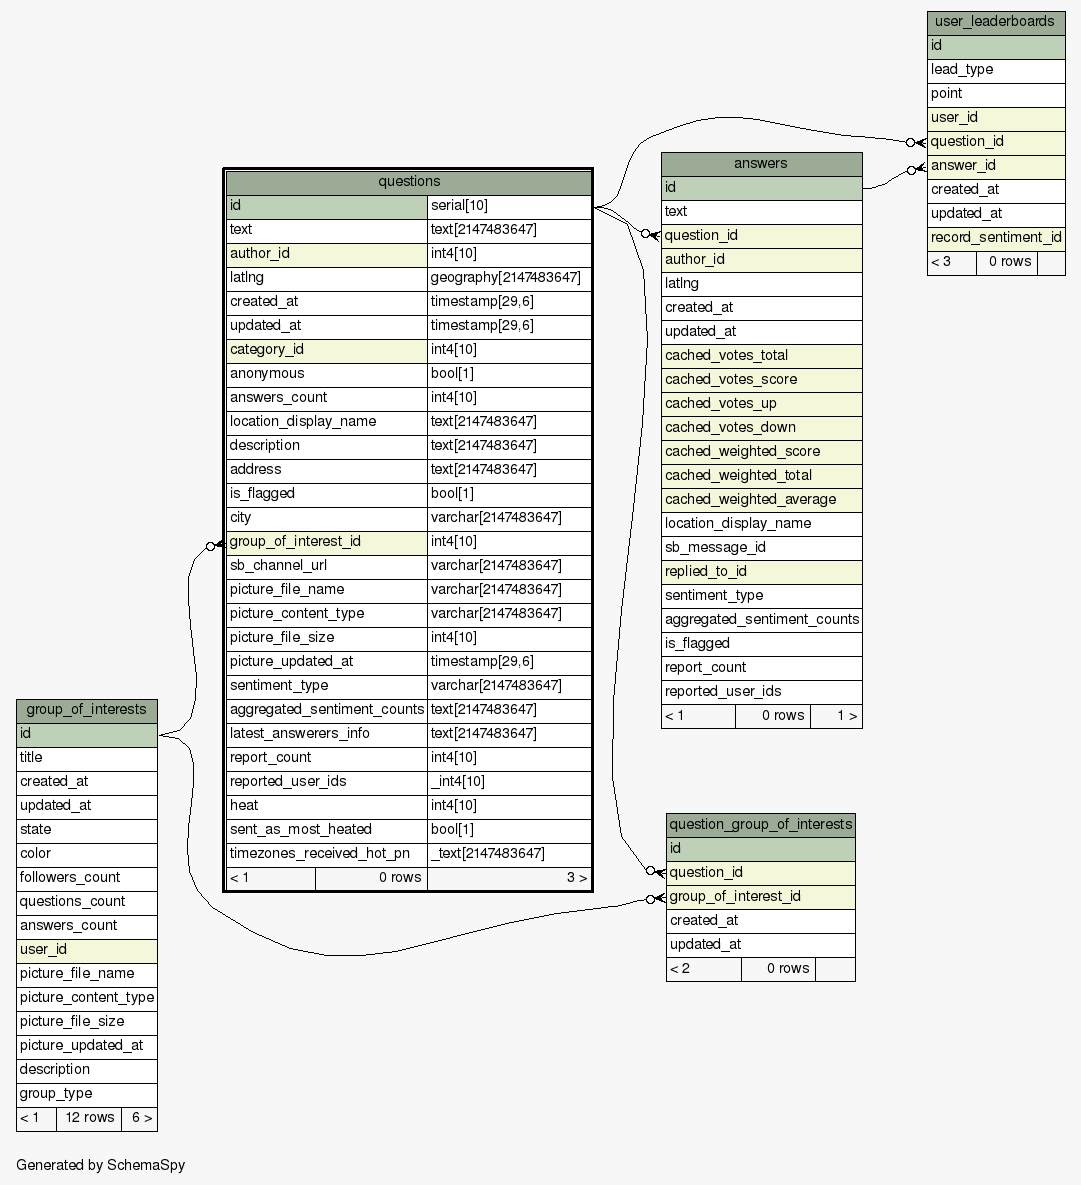 user_leaderboards
id
lead_type
point
user_id
question_id
answer_id
created_at
updated_at
record_sentiment_id
< 3 0 rows
answers
id
text
question_id
author_id
latlng
created_at
updated_at
cached_votes_total
cached_votes_score
cached_votes_up
cached_votes_down
cached_weighted_score
cached_weighted_total
cached_weighted_average
location_display_name
sb_message_id
replied_to_id
sentiment_type
aggregated_sentiment_counts
is_flagged
report_count
reported_user_ids
< 1 0 rows 1 >
questions
id serial[10]
text text[2147483647]
author_id int4[10]
latlng geography[2147483647]
created_at timestamp[29,6]
updated_at timestamp[29,6]
category_id int4[10]
anonymous bool[1]
answers_count int4[10]
location_display_name text[2147483647]
description text[2147483647]
address text[2147483647]
is_flagged bool[1]
city varchar[2147483647]
group_of_interest_id int4[10]
sb_channel_url varchar[2147483647]
picture_file_name varchar[2147483647]
picture_content_type varchar[2147483647]
picture_file_size int4[10]
picture_updated_at timestamp[29,6]
sentiment_type varchar[2147483647]
aggregated_sentiment_counts text[2147483647]
latest_answerers_info text[2147483647]
report_count int4[10]
reported_user_ids _int4[10]
heat int4[10]
sent_as_most_heated bool[1]
timezones_received_hot_pn _text[2147483647]
< 1 0 rows 3 >
group_of_interests
id
title
created_at
updated_at
state
color
followers_count
questions_count
answers_count
user_id
picture_file_name
picture_content_type
picture_file_size
picture_updated_at
description
group_type
< 1 12 rows 6 >
question_group_of_interests
id
question_id
group_of_interest_id
created_at
updated_at
< 2 0 rows
Generated by SchemaSpy